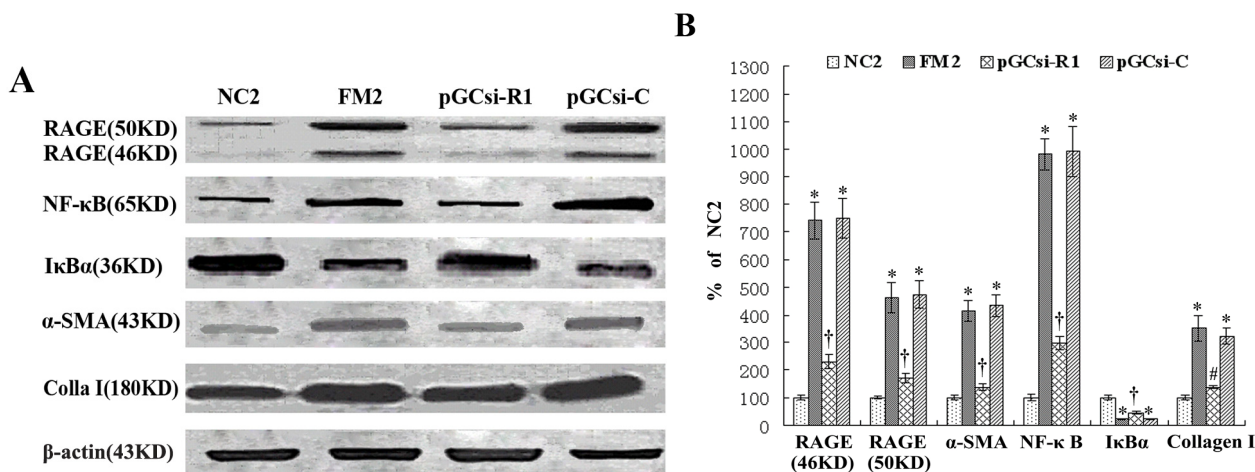 A
NC2 FM2 pGCsi-R1 pGCsi-C
RAGE(50KD)
RAGE(46KD)
NF-κB(65KD)
IκBα(36KD)
α-SMA(43KD)
Colla I(180KD)
β-actin(43KD)
B
NC2 FM2 pGCsi-R1 pGCsi-C
% of NC2
1300
1200
1100
1000
900
800
700
600
500
400
300
200
100
0
* * * * * * * * * * * *
† † † † † #
RAGE (46KD)
RAGE (50KD)
α-SMA
NF-κ B
IκBα
Collagen I